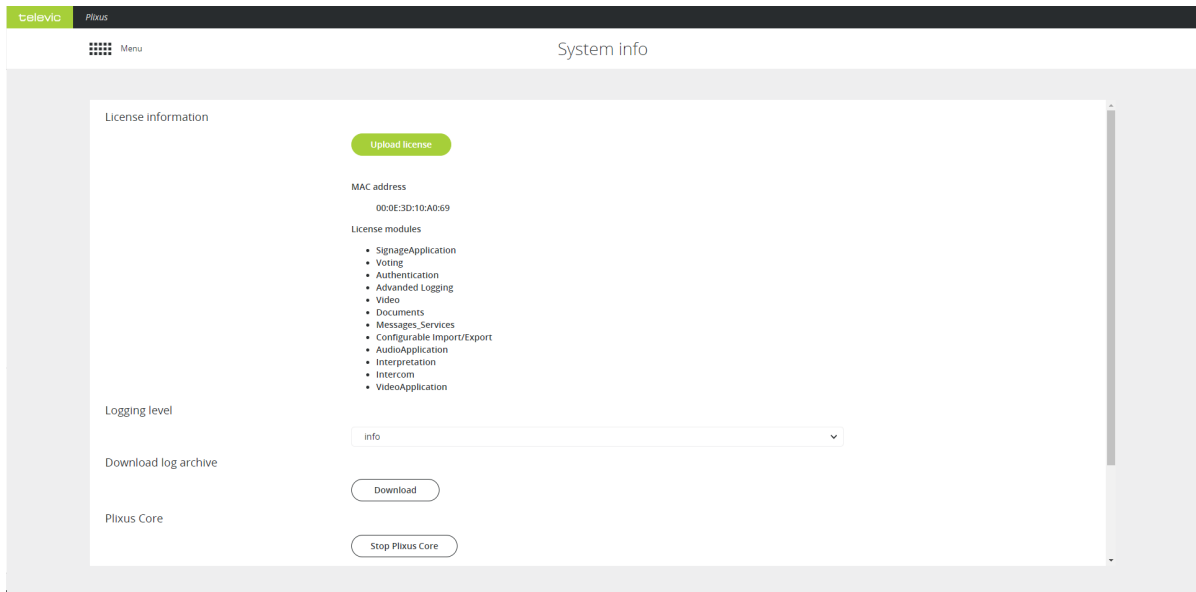 televic Plixus
Menu
System info
License information
Upload license
MAC address
00:0E:3D:10:A0:69
License modules
SignageApplication
Voting
Authentication
Advanded Logging
Video
Documents
Messages_Services
Configurable Import/Export
AudioApplication
Interpretation
Intercom
VideoApplication
Logging level
info
Download log archive
Download
Plixus Core
Stop Plixus Core